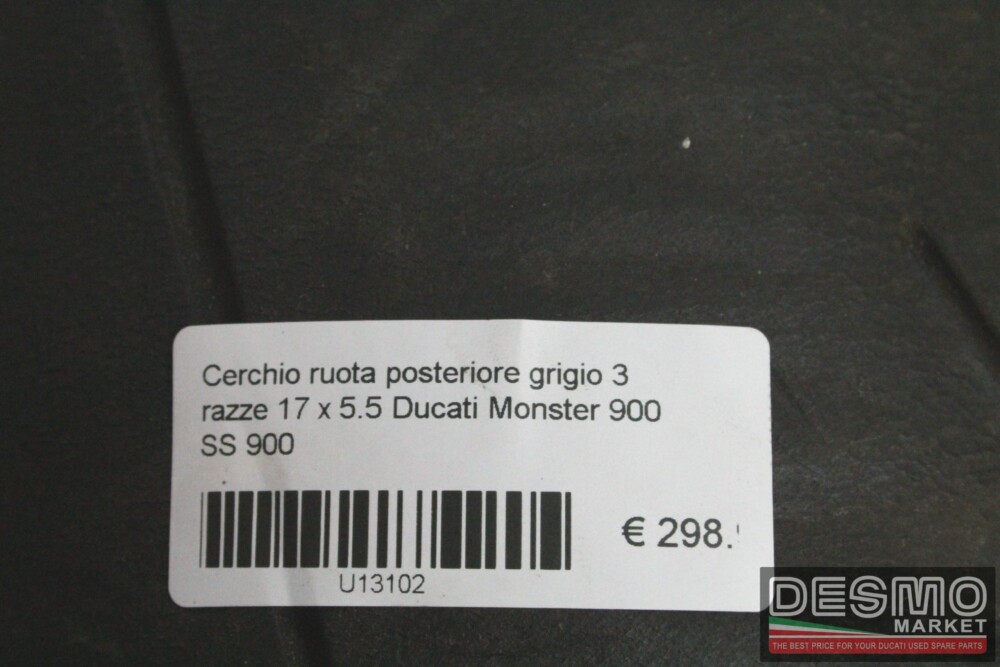 Cerchio ruota posteriore grigio 3
razze 17 x 5.5 Ducati Monster 900
SS 900
€ 298.
U13102
DESMO
MARKET
THE BEST PRICE FOR YOUR DUCATI USED SPARE PARTS